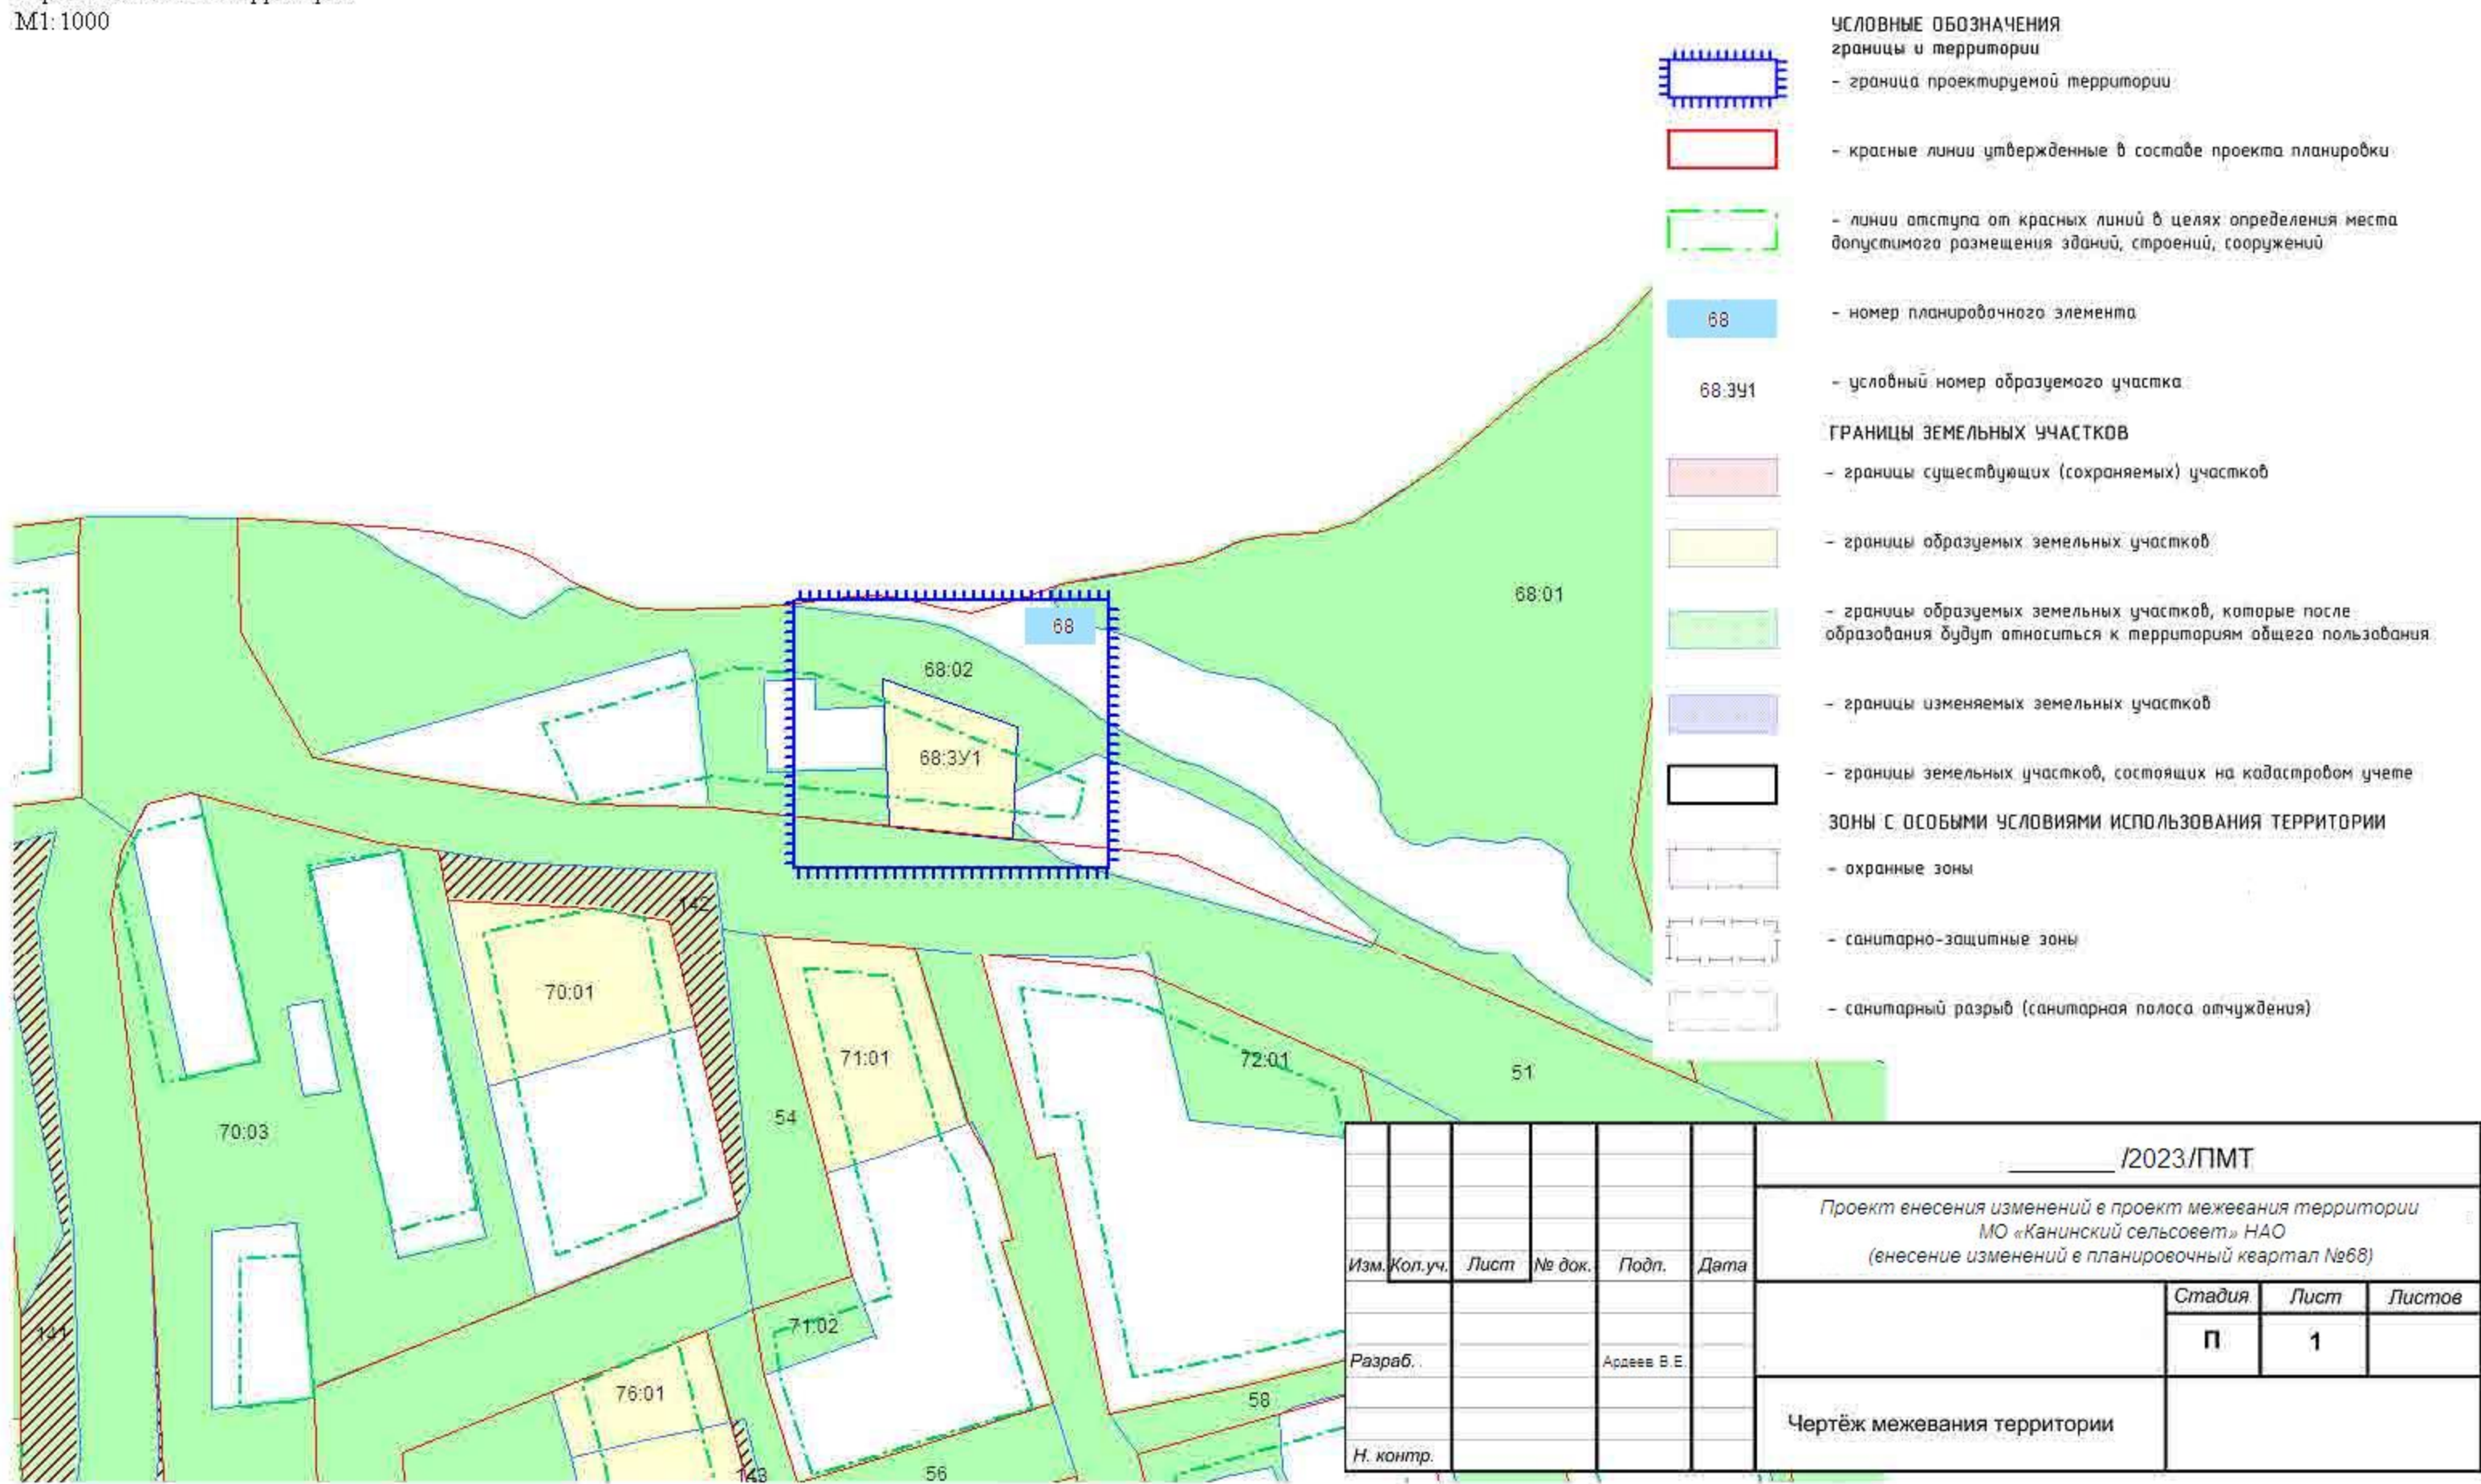 М1:1000
УСЛОВНЫЕ ОБОЗНАЧЕНИЯ
границы и территории
- граница проектируемой территории
- красные линии утвержденные в составе проекта планировки
- линии отступа от красных линий в целях определения места
допустимого размещения зданий, строений, сооружений
68
- номер планировочного элемента
68:ЗУ1
- условный номер образуемого участка
ГРАНИЦЫ ЗЕМЕЛЬНЫХ УЧАСТКОВ
- границы существующих (сохраняемых) участков
- границы образуемых земельных участков
- границы образуемых земельных участков, которые после
образования будут относиться к территориям общего пользования
- границы изменяемых земельных участков
- границы земельных участков, состоящих на кадастровом учете
ЗОНЫ С ОСОБЫМИ УСЛОВИЯМИ ИСПОЛЬЗОВАНИЯ ТЕРРИТОРИИ
- охранные зоны
- санитарно-защитные зоны
- санитарный разрыв (санитарная полоса отчуждения)
68:01
68
68:02
68:ЗУ1
142
70:01
71:01
72:01
51
54
70:03
71:02
141
76:01
58
143
56
/2023/ПМТ
Проект внесения изменений в проект межевания территории
МО «Канинский сельсовет» НАО
(внесение изменений в планировочный квартал №68)
Изм. Кол.уч. Лист № док. Подп. Дата
Стадия Лист Листов
П 1
Разраб. Ардеев В.Е.
Чертёж межевания территории
Н. контр.